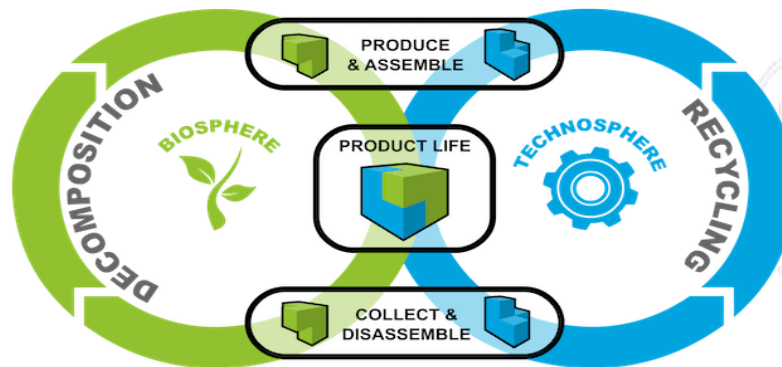 PRODUCE
& ASSEMBLE
DECOMPOSITION
BIOSPHERE
PRODUCT LIFE
TECHNOSPHERE
RECYCLING
COLLECT &
DISASSEMBLE